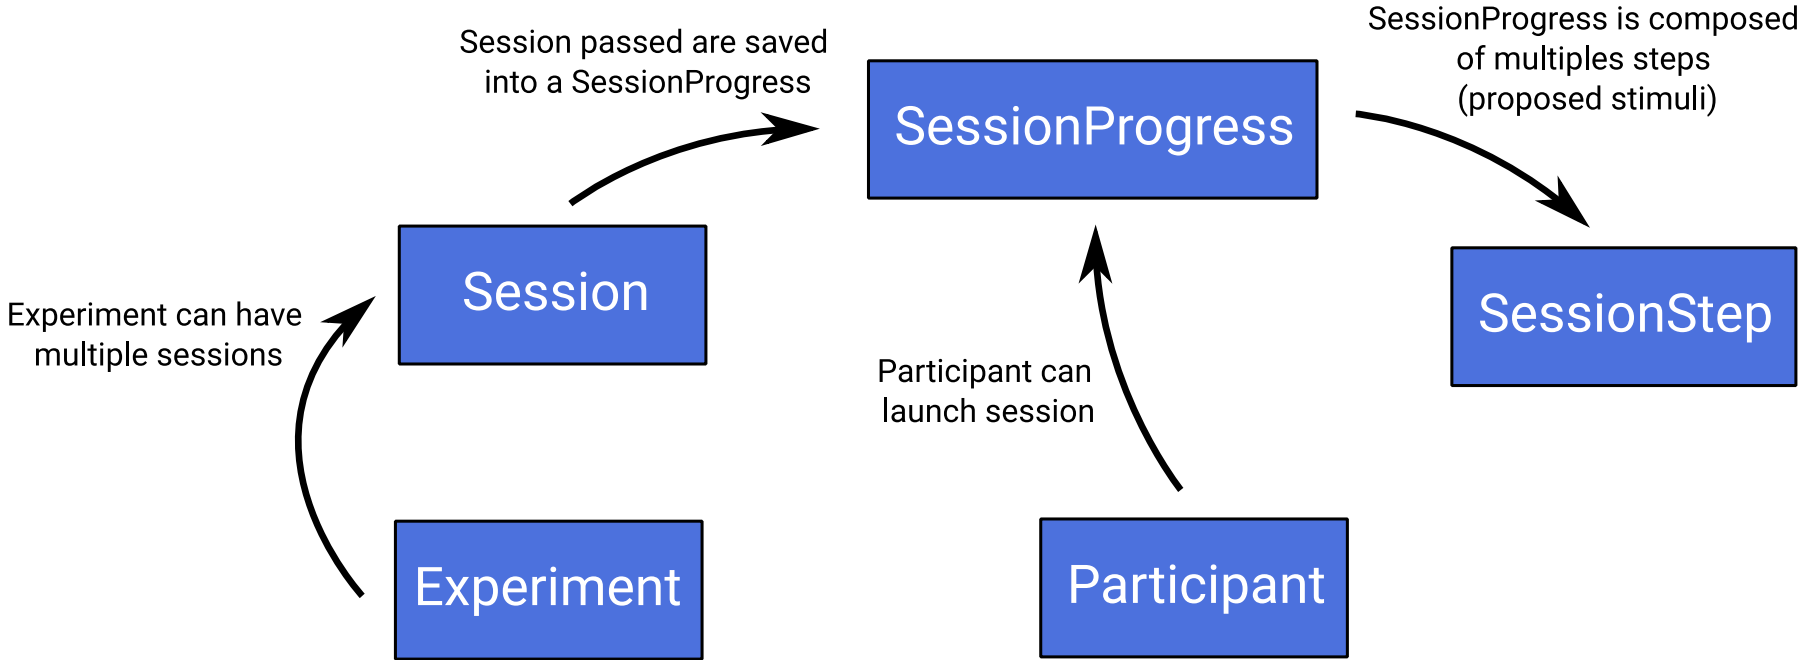 SessionProgress is composed
of multiples steps
(proposed stimuli)
Session passed are saved
into a SessionProgress
SessionProgress
Session
SessionStep
Experiment can have
multiple sessions
Participant can
launch session
Experiment
Participant